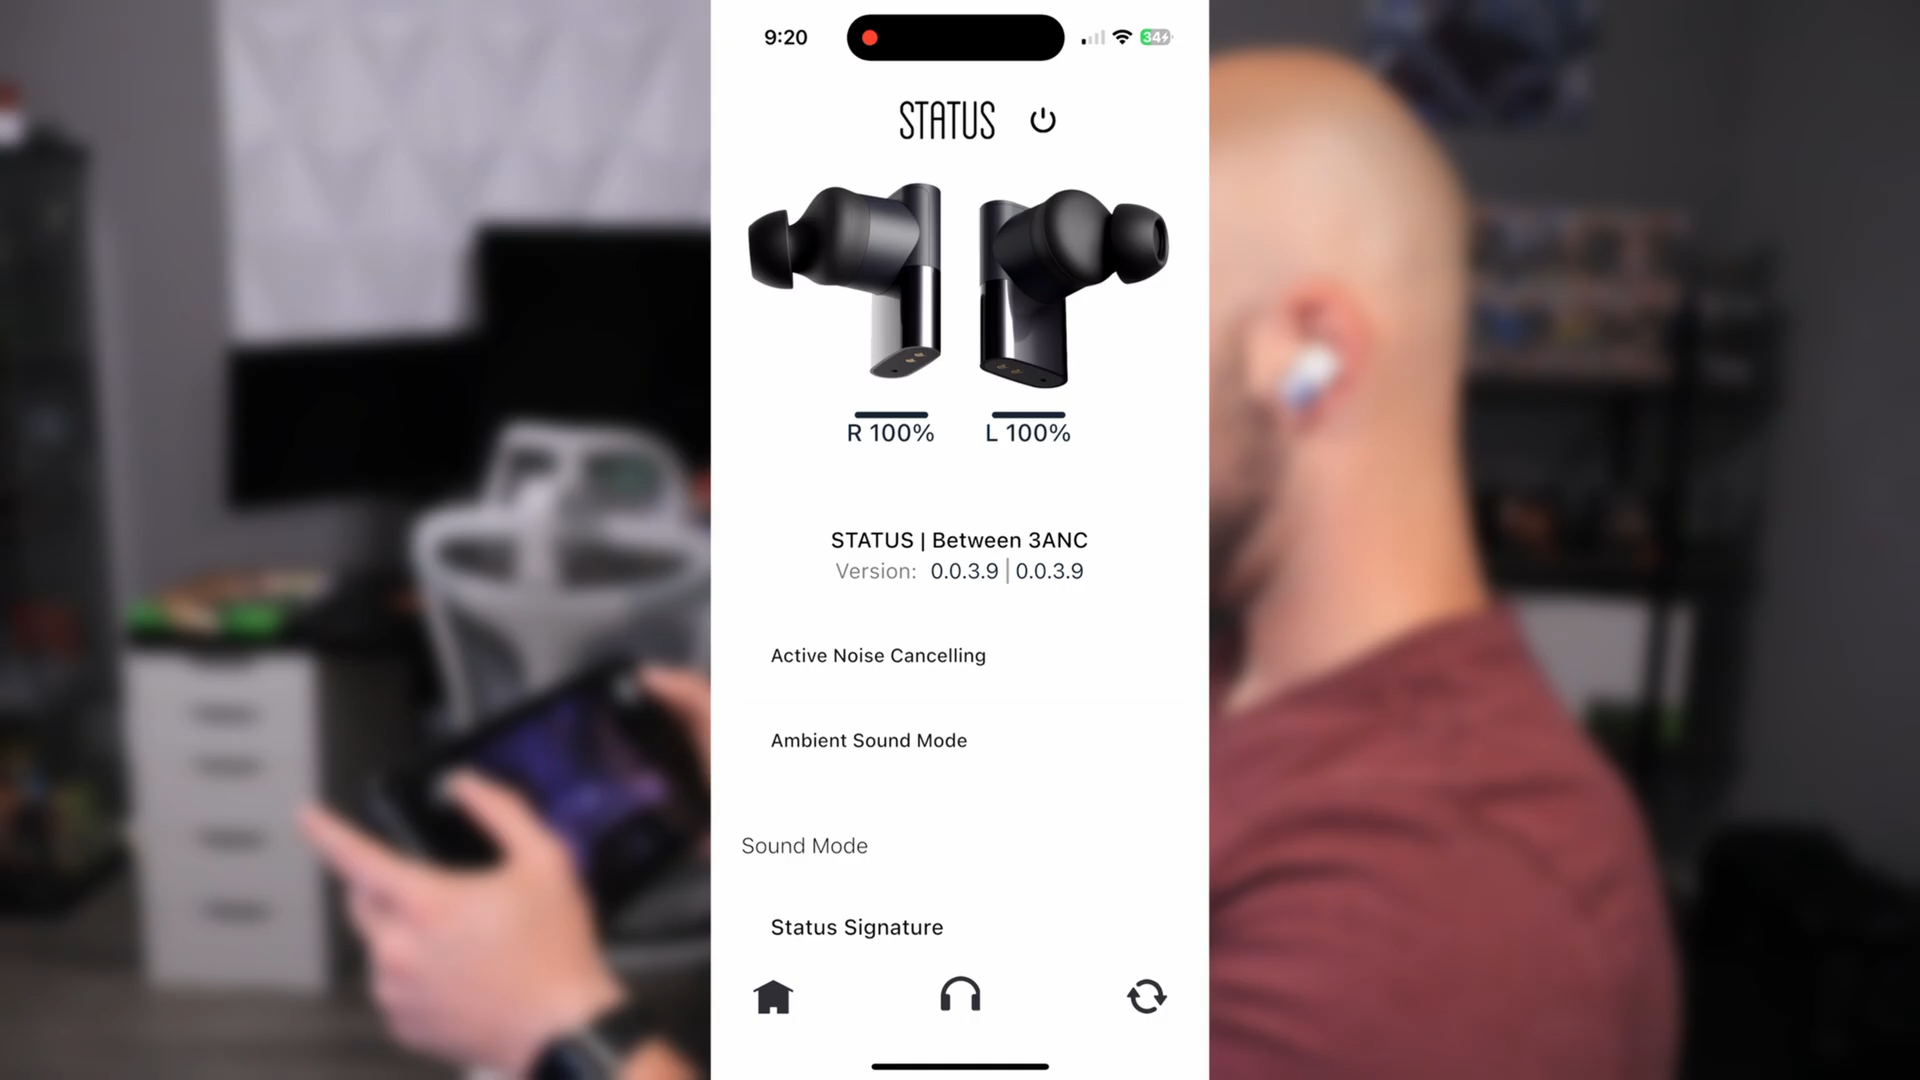 9:20
34
STATUS
R 100%
L 100%
STATUS | Between 3ANC
Version: 0.0.3.9 | 0.0.3.9
Active Noise Cancelling
Ambient Sound Mode
Sound Mode
Status Signature